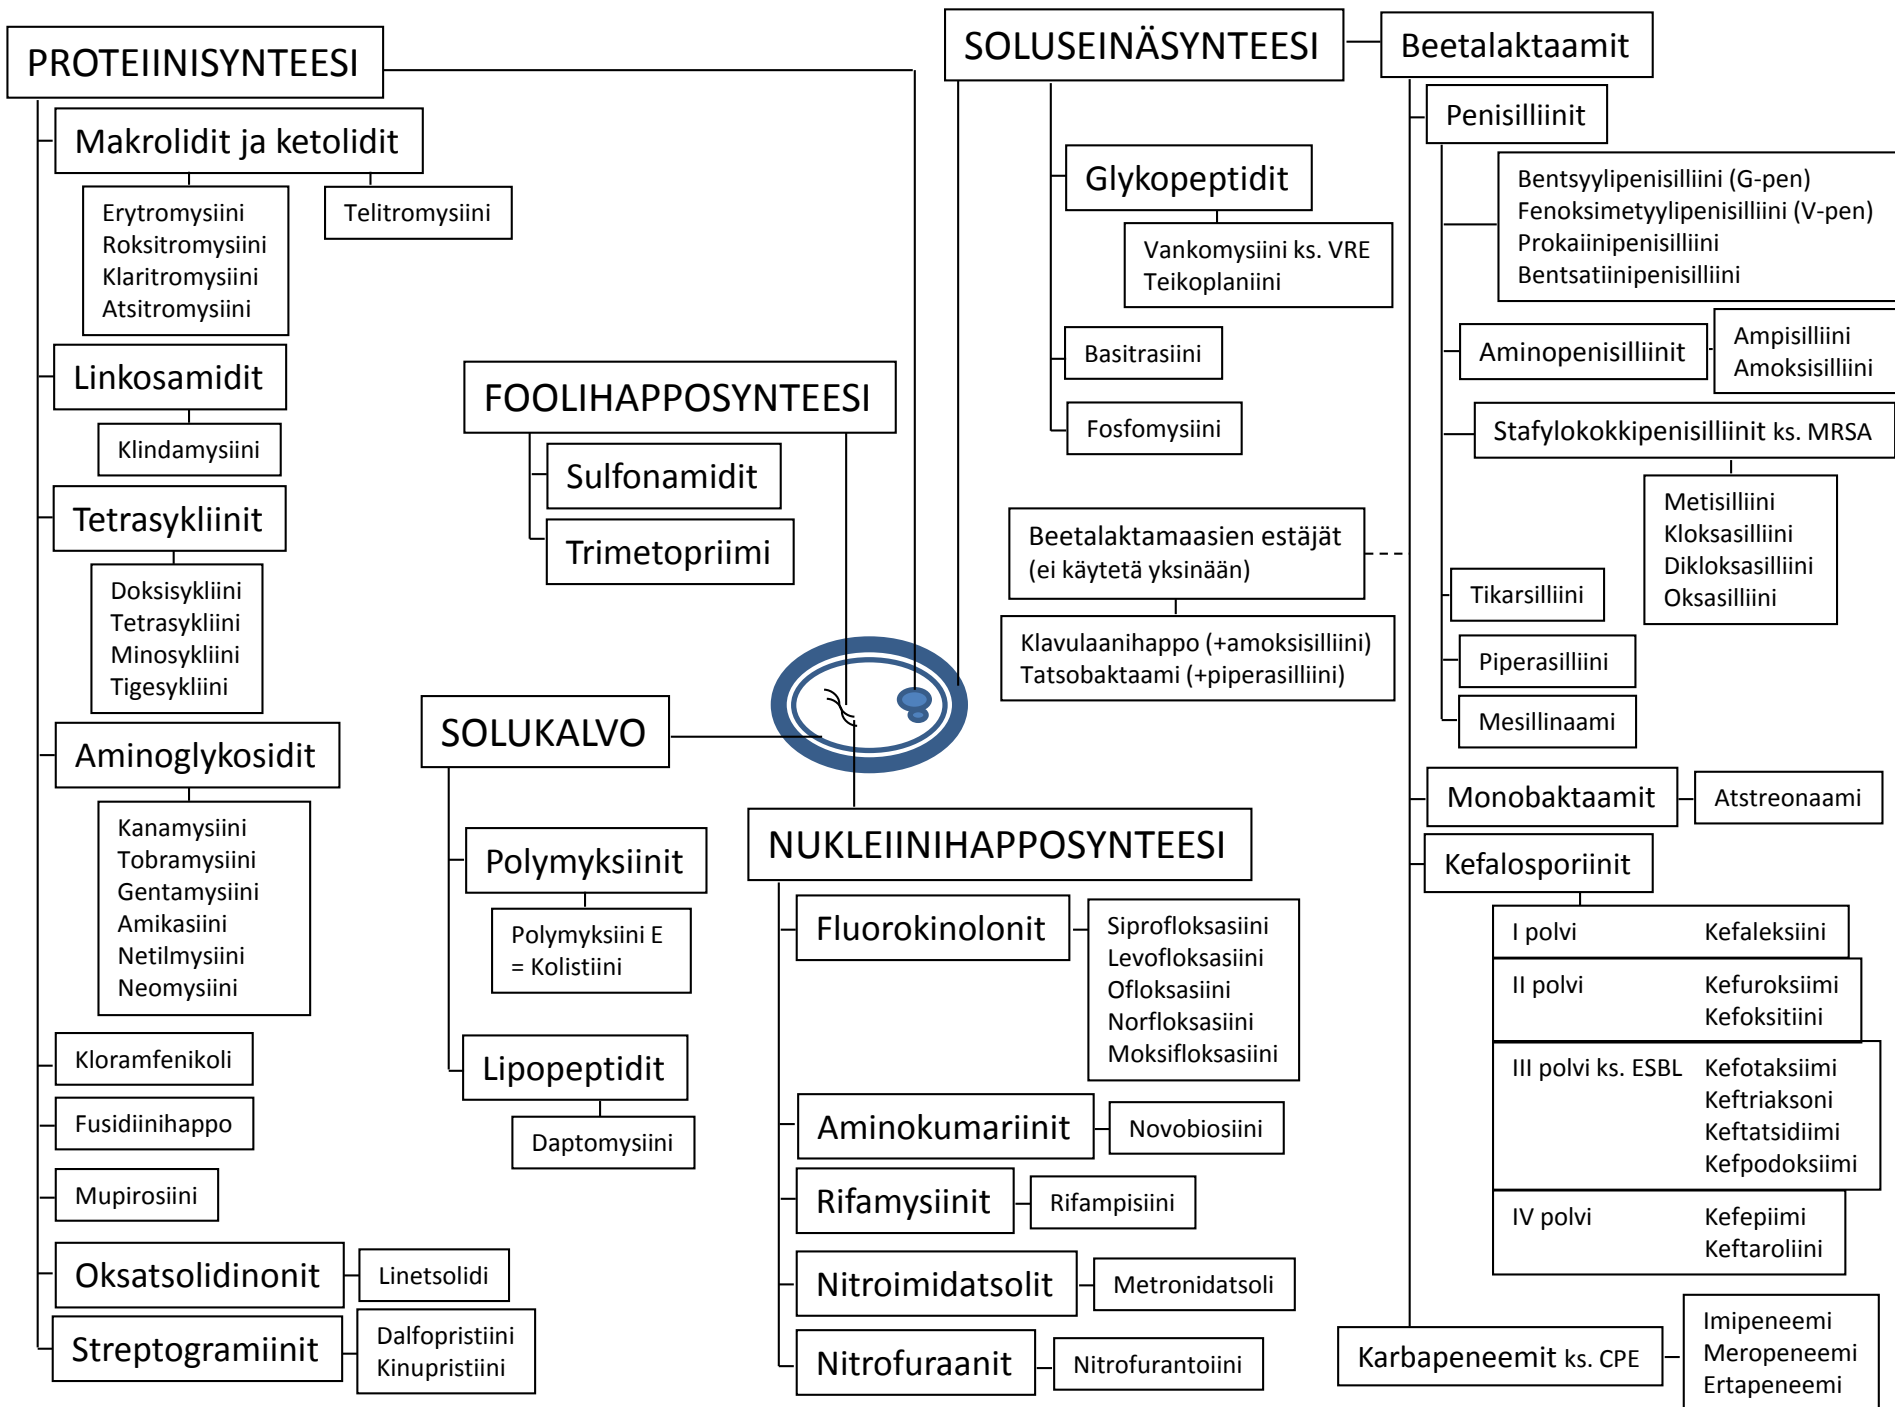 PROTEIINISYNTEESI
Makrolidit ja ketolidit
Erytromysiini
Roksitromysiini
Klaritromysiini
Atsitromysiini
Telitromysiini
Linkosamidit
Klindamysiini
Tetrasykliinit
Doksisykliini
Tetrasykliini
Minosykliini
Tigesykliini
Aminoglykosidit
Kanamysiini
Tobramysiini
Gentamysiini
Amikasiini
Netilmysiini
Neomysiini
Kloramfenikoli
Fusidiinihappo
Mupirosiini
Oksatsolidinonit
Linetsolidi
Streptogramiinit
Dalfopristiini
Kinupristiini
FOOLIHAPPOSYNTEESI
Sulfonamidit
Trimetopriimi
SOLUKALVO
Polymyksiinit
Polymyksiini E
= Kolistiini
Lipopeptidit
Daptomysiini
NUKLEIINIHAPPOSYNTEESI
Fluorokinolonit
Siprofloksasiini
Levofloksasiini
Ofloksasiini
Norfloksasiini
Moksifloksasiini
Aminokumariinit
Novobiosiini
Rifamysiinit
Rifampisiini
Nitroimidatsolit
Metronidatsoli
Nitrofuraanit
Nitrofurantoiini
SOLUSEINÄSYNTEESI
Glykopeptidit
Vankomysiini ks. VRE
Teikoplaniini
Basitrasiini
Fosfomysiini
Beetalaktamaasien estäjät
(ei käytetä yksinään)
Klavulaanihappo (+amoksisilliini)
Tatsobaktaami (+piperasilliini)
Beetalaktaamit
Penisilliinit
Bentsyylipenisilliini (G-pen)
Fenoksimetyylipenisilliini (V-pen)
Prokaiinipenisilliini
Bentsatiinipenisilliini
Aminopenisilliinit
Ampisilliini
Amoksisilliini
Stafylokokkipenisilliinit ks. MRSA
Metisilliini
Kloksasilliini
Dikloksasilliini
Oksasilliini
Tikarsilliini
Piperasilliini
Mesillinaami
Monobaktaamit
Atstreonaami
Kefalosporiinit
I polvi Kefaleksiini
II polvi Kefuroksiimi
Kefoksitiini
III polvi ks. ESBL Kefotaksiimi
Keftriaksoni
Keftatsidiimi
Kefpodoksiimi
IV polvi Kefepiimi
Keftaroliini
Karbapeneemit ks. CPE
Imipeneemi
Meropeneemi
Ertapeneemi